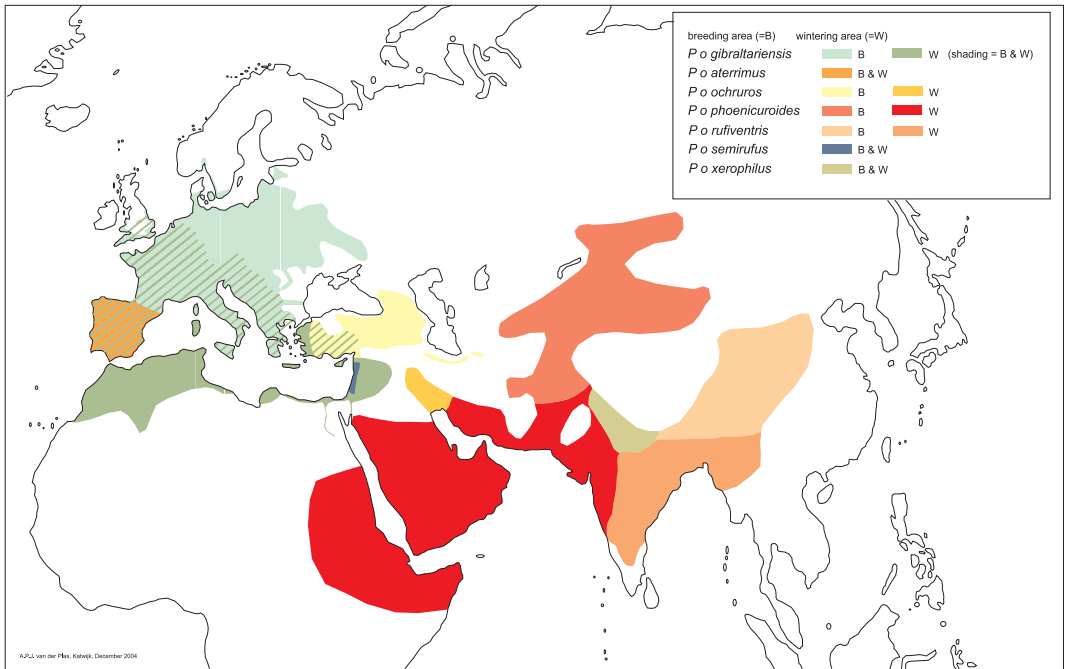 breeding area (=B) wintering area (=W)
P o gibraltariensis B W (shading = B & W)
P o aterrimus B & W
P o ochruros B W
P o phoenicuroides B W
P o rufiventris B W
P o semirufus B & W
P o xerophilus B & W
A.P.J. van der Plas, Katwijk, December 2004